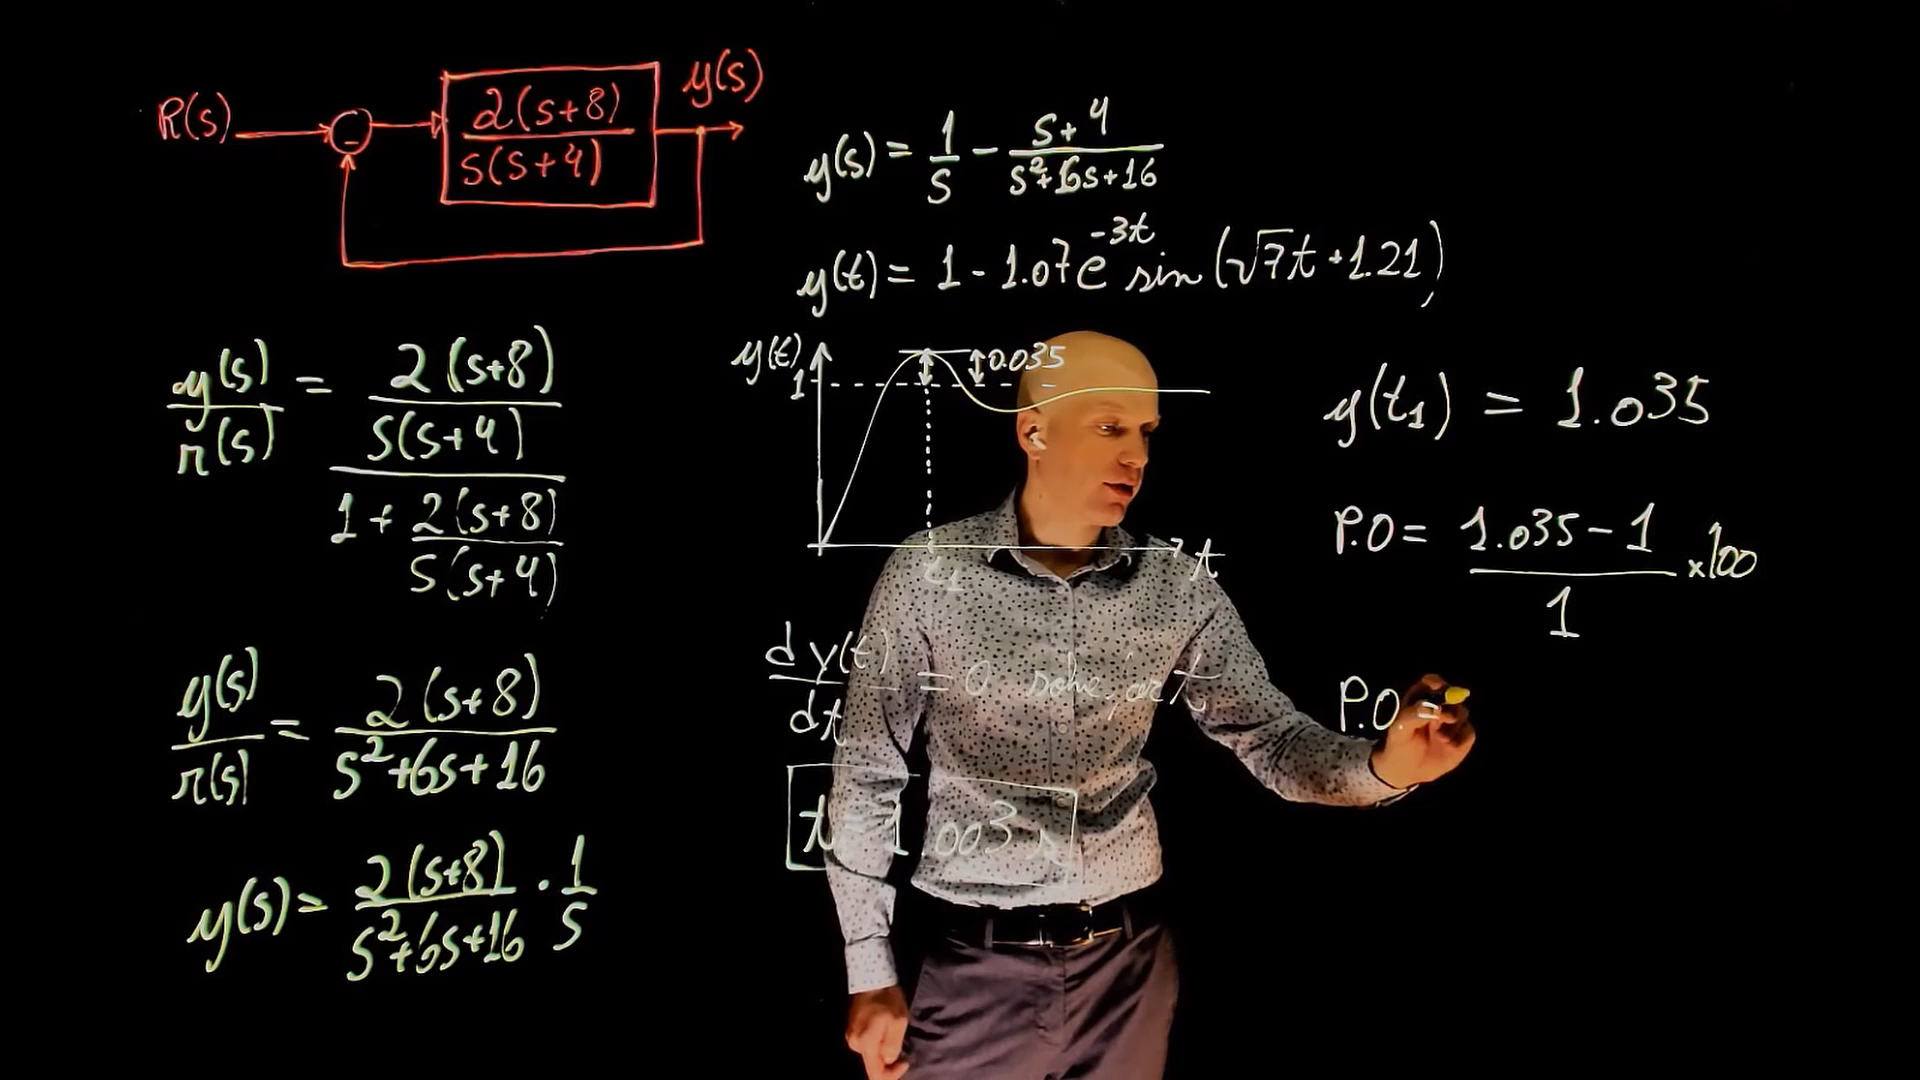 R(s)
-
2(s+8)
s(s+4)
y(s)
y(s)/r(s) = (2(s+8)/s(s+4))/(1+2(s+8)/s(s+4))
y(s)/r(s) = 2(s+8)/(s²+6s+16)
y(s) = 2(s+8)/(s²+6s+16) · 1/s
y(s) = 1/s - (s+4)/(s²+6s+16)
y(t) = 1 - 1.07e^-3t sin(√7t+1.21)
y(t)
1
0.035
t₁
t
dy(t)/dt = 0 solve for t
t = 1.003 s
y(t₁) = 1.035
P.O = (1.035 - 1)/1 ×100
P.O. =